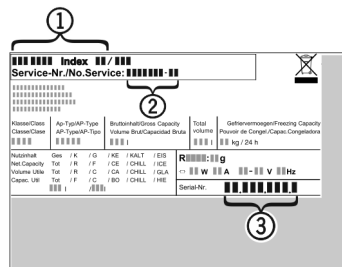 1
Index /
Service-Nr./No.Service: -
2
Klasse/Class Ap-Typ/AP-Type Bruttoinhalt/Gross Capacity Total Gefriervermoegen/Freezing Capacity
Classe/Clase AP-Typ/AP-Tipo Volume Brut/Capacidad Bruta volume Pouvoir de Congel./Capac.Congeladora
l l kg / 24 h
Nutzinhalt Ges / K / G / KE / KALT / EIS
Net Capacity Tot / R / F / CE / CHILL / ICE
Volume Utile Tot / R / C / CA / CHILL / GLA
Capac. Util Tot / F / C / BO / CHILL / HIE
l / l
R : g
W A - V Hz
Serial-Nr. . . .
3